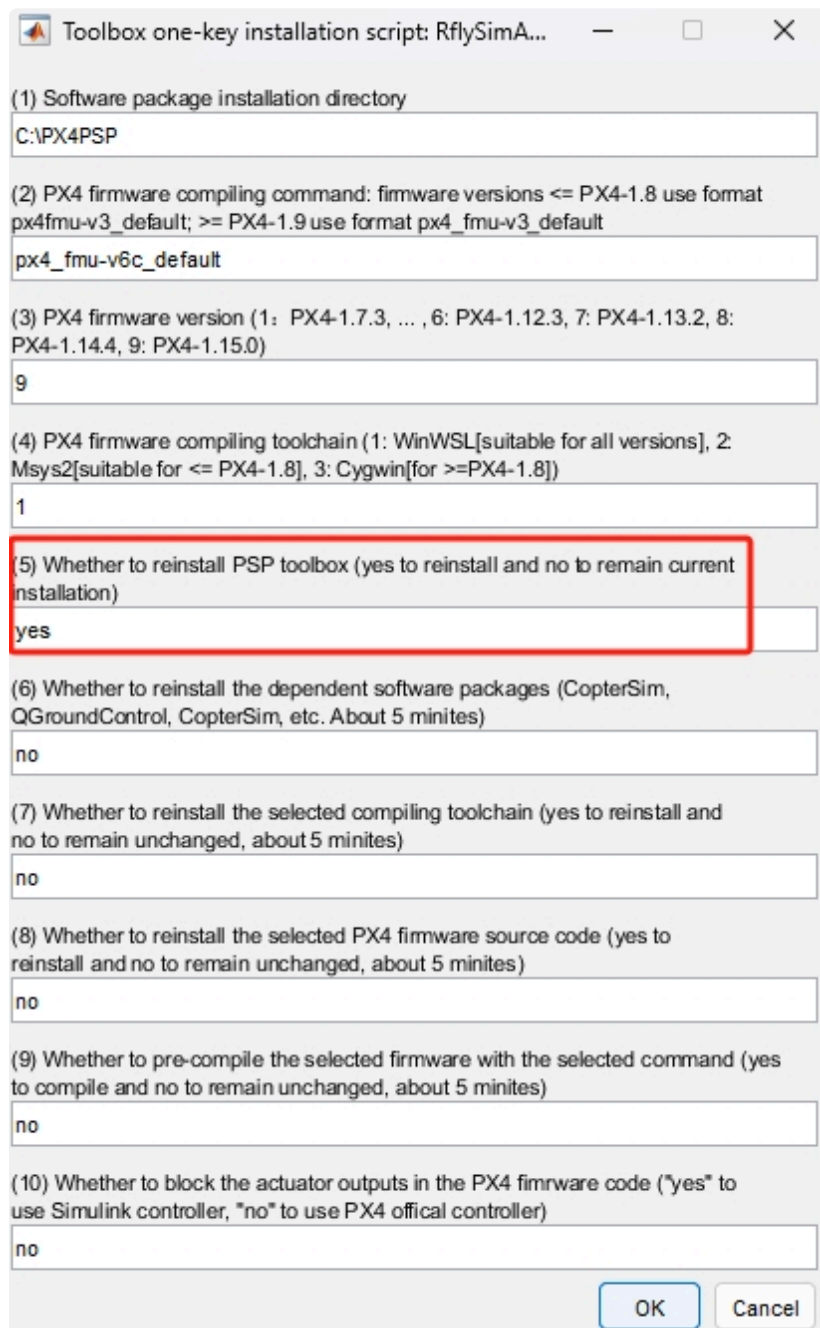 Toolbox one-key installation script: RflySimA...
(1) Software package installation directory
C:\PX4PSP
(2) PX4 firmware compiling command: firmware versions <= PX4-1.8 use format
px4fmu-v3_default; >= PX4-1.9 use format px4_fmu-v3_default
px4_fmu-v6c_default
(3) PX4 firmware version (1：PX4-1.7.3, ... , 6: PX4-1.12.3, 7: PX4-1.13.2, 8:
PX4-1.14.4, 9: PX4-1.15.0)
9
(4) PX4 firmware compiling toolchain (1: WinWSL[suitable for all versions], 2:
Msys2[suitable for <= PX4-1.8], 3: Cygwin[for >=PX4-1.8])
1
(5) Whether to reinstall PSP toolbox (yes to reinstall and no to remain current
installation)
yes
(6) Whether to reinstall the dependent software packages (CopterSim,
QGroundControl, CopterSim, etc. About 5 minites)
no
(7) Whether to reinstall the selected compiling toolchain (yes to reinstall and
no to remain unchanged, about 5 minites)
no
(8) Whether to reinstall the selected PX4 firmware source code (yes to
reinstall and no to remain unchanged, about 5 minites)
no
(9) Whether to pre-compile the selected firmware with the selected command (yes
to compile and no to remain unchanged, about 5 minites)
no
(10) Whether to block the actuator outputs in the PX4 fimrware code ("yes" to
use Simulink controller, "no" to use PX4 offical controller)
no
OK Cancel